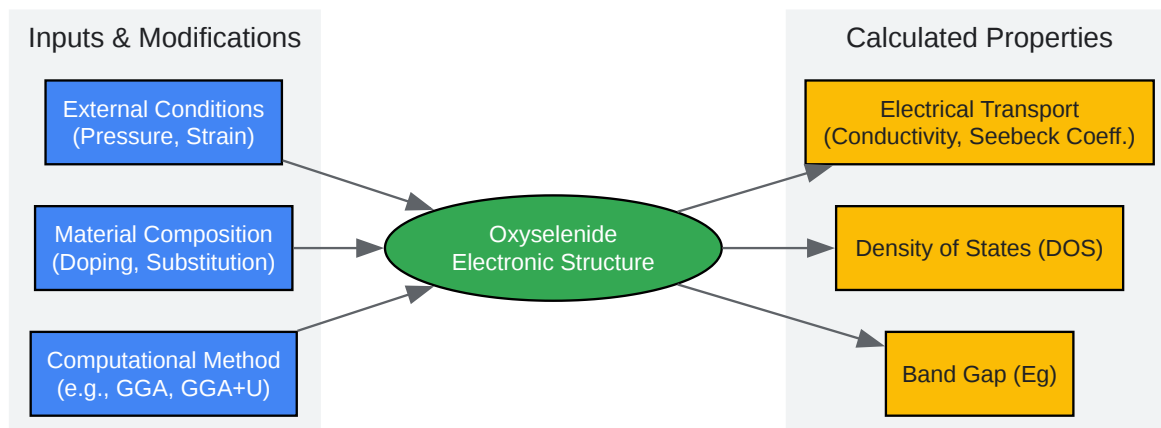 Inputs & Modifications
External Conditions
(Pressure, Strain)
Material Composition
(Doping, Substitution)
Computational Method
(e.g., GGA, GGA+U)
Oxyselenide
Electronic Structure
Calculated Properties
Electrical Transport
(Conductivity, Seebeck Coeff.)
Density of States (DOS)
Band Gap (Eg)